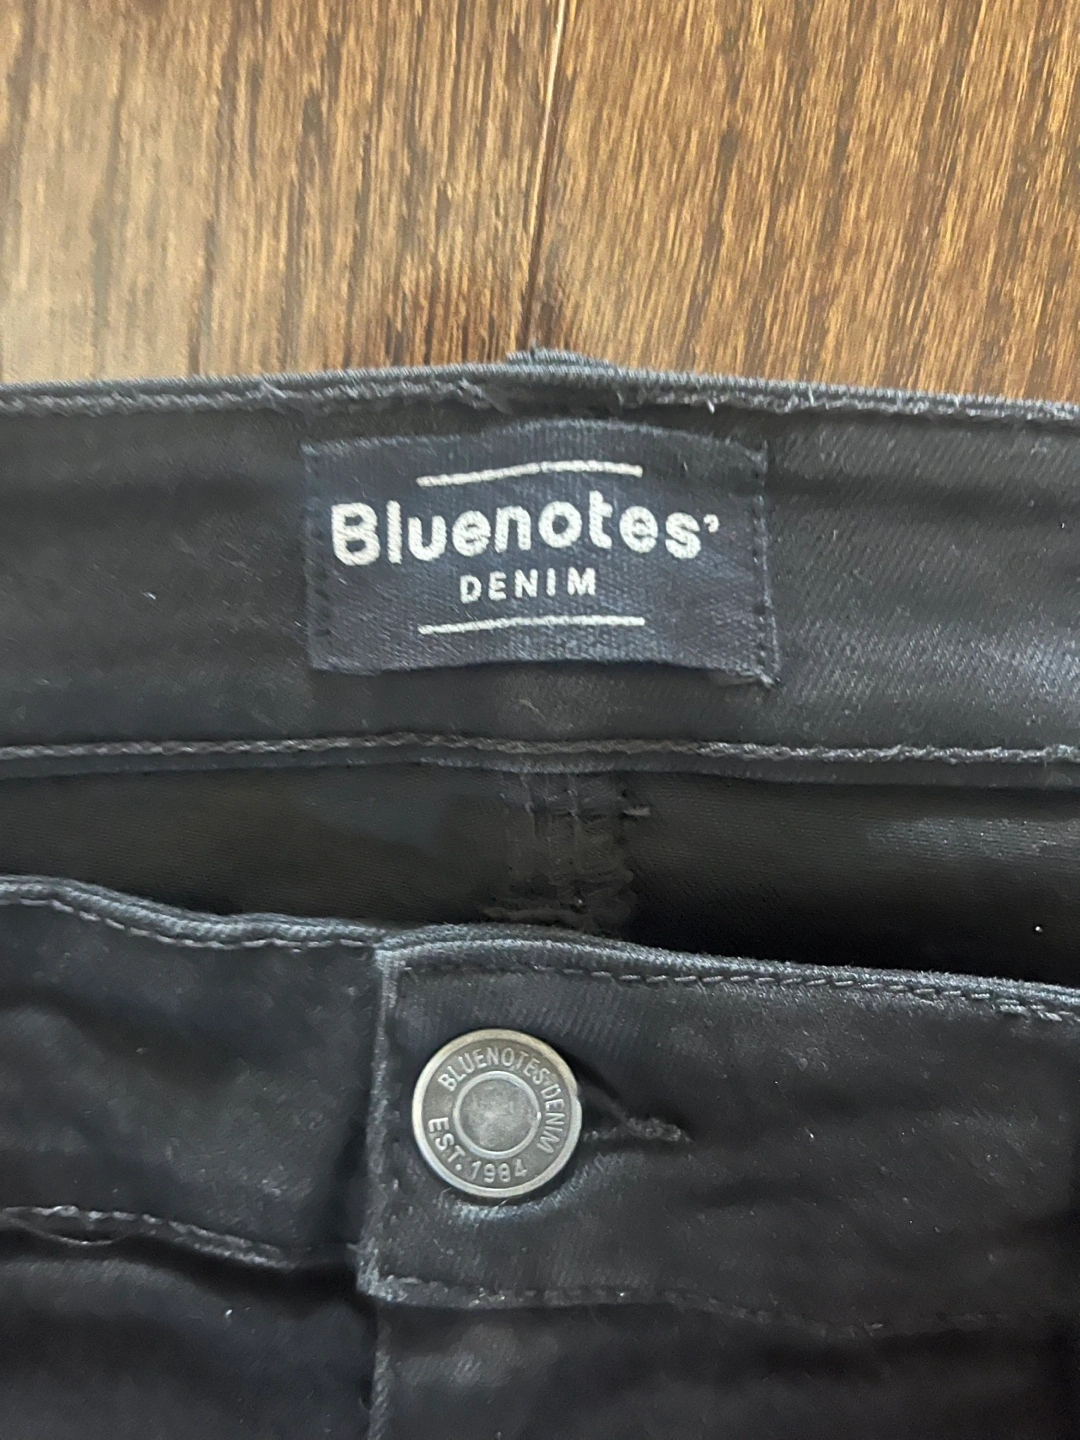 Bluenotes’
DENIM
BLUENOTES·DENIM
EST. 1984